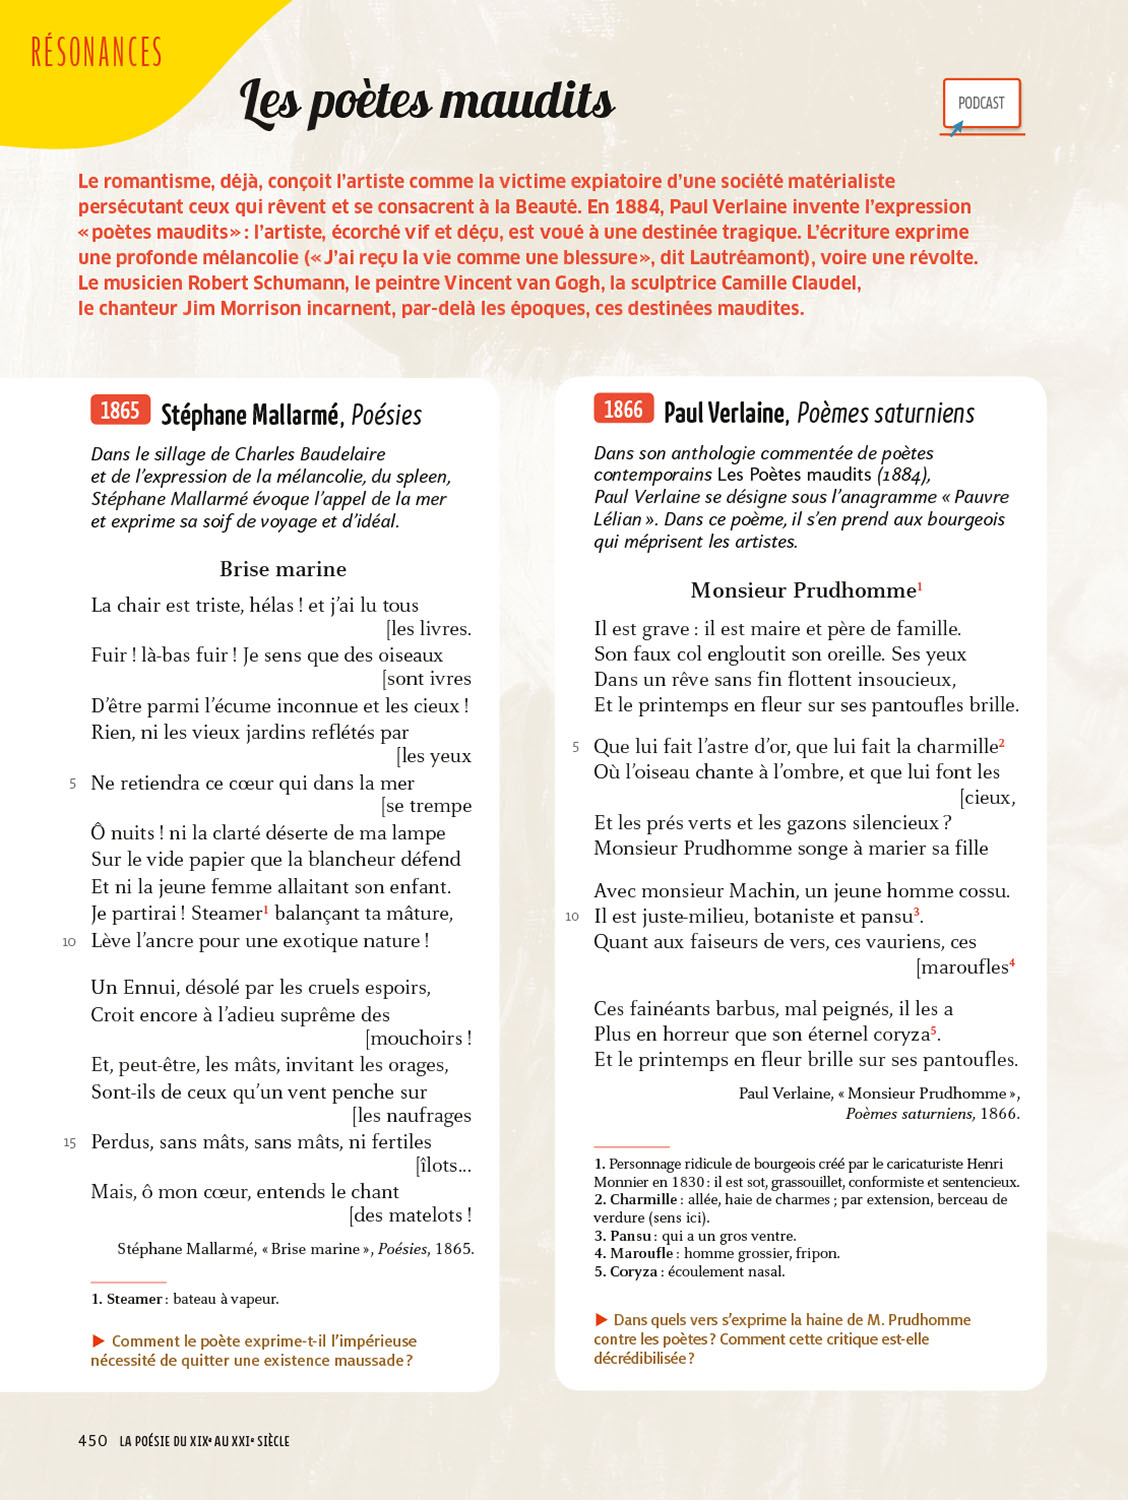 RÉSONANCES
Les poètes maudits
PODCAST
Le romantisme, déjà, conçoit l’artiste comme la victime expiatoire d’une société matérialiste
persécutant ceux qui rêvent et se consacrent à la Beauté. En 1884, Paul Verlaine invente l’expression
« poètes maudits » : l’artiste, écorché vif et déçu, est voué à une destinée tragique. L’écriture exprime
une profonde mélancolie (« J’ai reçu la vie comme une blessure », dit Lautréamont), voire une révolte.
Le musicien Robert Schumann, le peintre Vincent van Gogh, la sculptrice Camille Claudel,
le chanteur Jim Morrison incarnent, par-delà les époques, ces destinées maudites.
1865 Stéphane Mallarmé, Poésies
Dans le sillage de Charles Baudelaire
et de l’expression de la mélancolie, du spleen,
Stéphane Mallarmé évoque l’appel de la mer
et exprime sa soif de voyage et d’idéal.
Brise marine
La chair est triste, hélas ! et j’ai lu tous
[les livres.
Fuir ! là-bas fuir ! Je sens que des oiseaux
[sont ivres
D’être parmi l’écume inconnue et les cieux !
Rien, ni les vieux jardins reflétés par
[les yeux
5 Ne retiendra ce cœur qui dans la mer
[se trempe
Ô nuits ! ni la clarté déserte de ma lampe
Sur le vide papier que la blancheur défend
Et ni la jeune femme allaitant son enfant.
Je partirai ! Steamer1 balançant ta mâture,
10 Lève l’ancre pour une exotique nature !
Un Ennui, désolé par les cruels espoirs,
Croit encore à l’adieu suprême des
[mouchoirs !
Et, peut-être, les mâts, invitant les orages,
Sont-ils de ceux qu’un vent penche sur
[les naufrages
15 Perdus, sans mâts, sans mâts, ni fertiles
[îlots...
Mais, ô mon cœur, entends le chant
[des matelots !
Stéphane Mallarmé, « Brise marine », Poésies, 1865.
1. Steamer : bateau à vapeur.
► Comment le poète exprime-t-il l’impérieuse
nécessité de quitter une existence maussade ?
1866 Paul Verlaine, Poèmes saturniens
Dans son anthologie commentée de poètes
contemporains Les Poètes maudits (1884),
Paul Verlaine se désigne sous l’anagramme « Pauvre
Lélian ». Dans ce poème, il s’en prend aux bourgeois
qui méprisent les artistes.
Monsieur Prudhomme1
Il est grave : il est maire et père de famille.
Son faux col engloutit son oreille. Ses yeux
Dans un rêve sans fin flottent insoucieux,
Et le printemps en fleur sur ses pantoufles brille.
5 Que lui fait l’astre d’or, que lui fait la charmille2
Où l’oiseau chante à l’ombre, et que lui font les
[cieux,
Et les prés verts et les gazons silencieux ?
Monsieur Prudhomme songe à marier sa fille
Avec monsieur Machin, un jeune homme cossu.
10 Il est juste-milieu, botaniste et pansu3.
Quant aux faiseurs de vers, ces vauriens, ces
[maroufles4
Ces fainéants barbus, mal peignés, il les a
Plus en horreur que son éternel coryza5.
Et le printemps en fleur brille sur ses pantoufles.
Paul Verlaine, « Monsieur Prudhomme »,
Poèmes saturniens, 1866.
1. Personnage ridicule de bourgeois créé par le caricaturiste Henri
Monnier en 1830 : il est sot, grassouillet, conformiste et sentencieux.
2. Charmille : allée, haie de charmes ; par extension, berceau de
verdure (sens ici).
3. Pansu : qui a un gros ventre.
4. Maroufle : homme grossier, fripon.
5. Coryza : écoulement nasal.
► Dans quels vers s’exprime la haine de M. Prudhomme
contre les poètes ? Comment cette critique est-elle
décrédibilisée ?
450 LA POÉSIE DU XIXe AU XXIe SIÈCLE